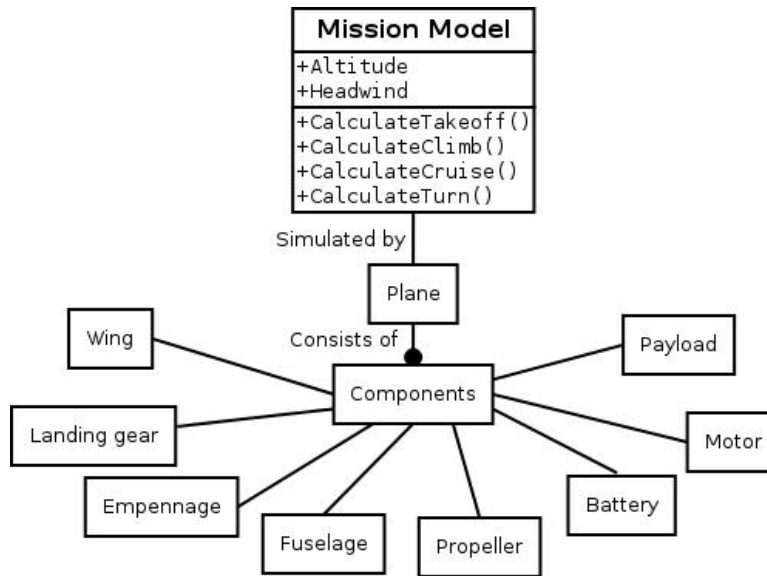 Mission Model
+Altitude
+Headwind
+CalculateTakeoff()
+CalculateClimb()
+CalculateCruise()
+CalculateTurn()
Simulated by
Plane
Consists of
Components
Wing
Payload
Landing gear
Motor
Empennage
Battery
Fuselage
Propeller